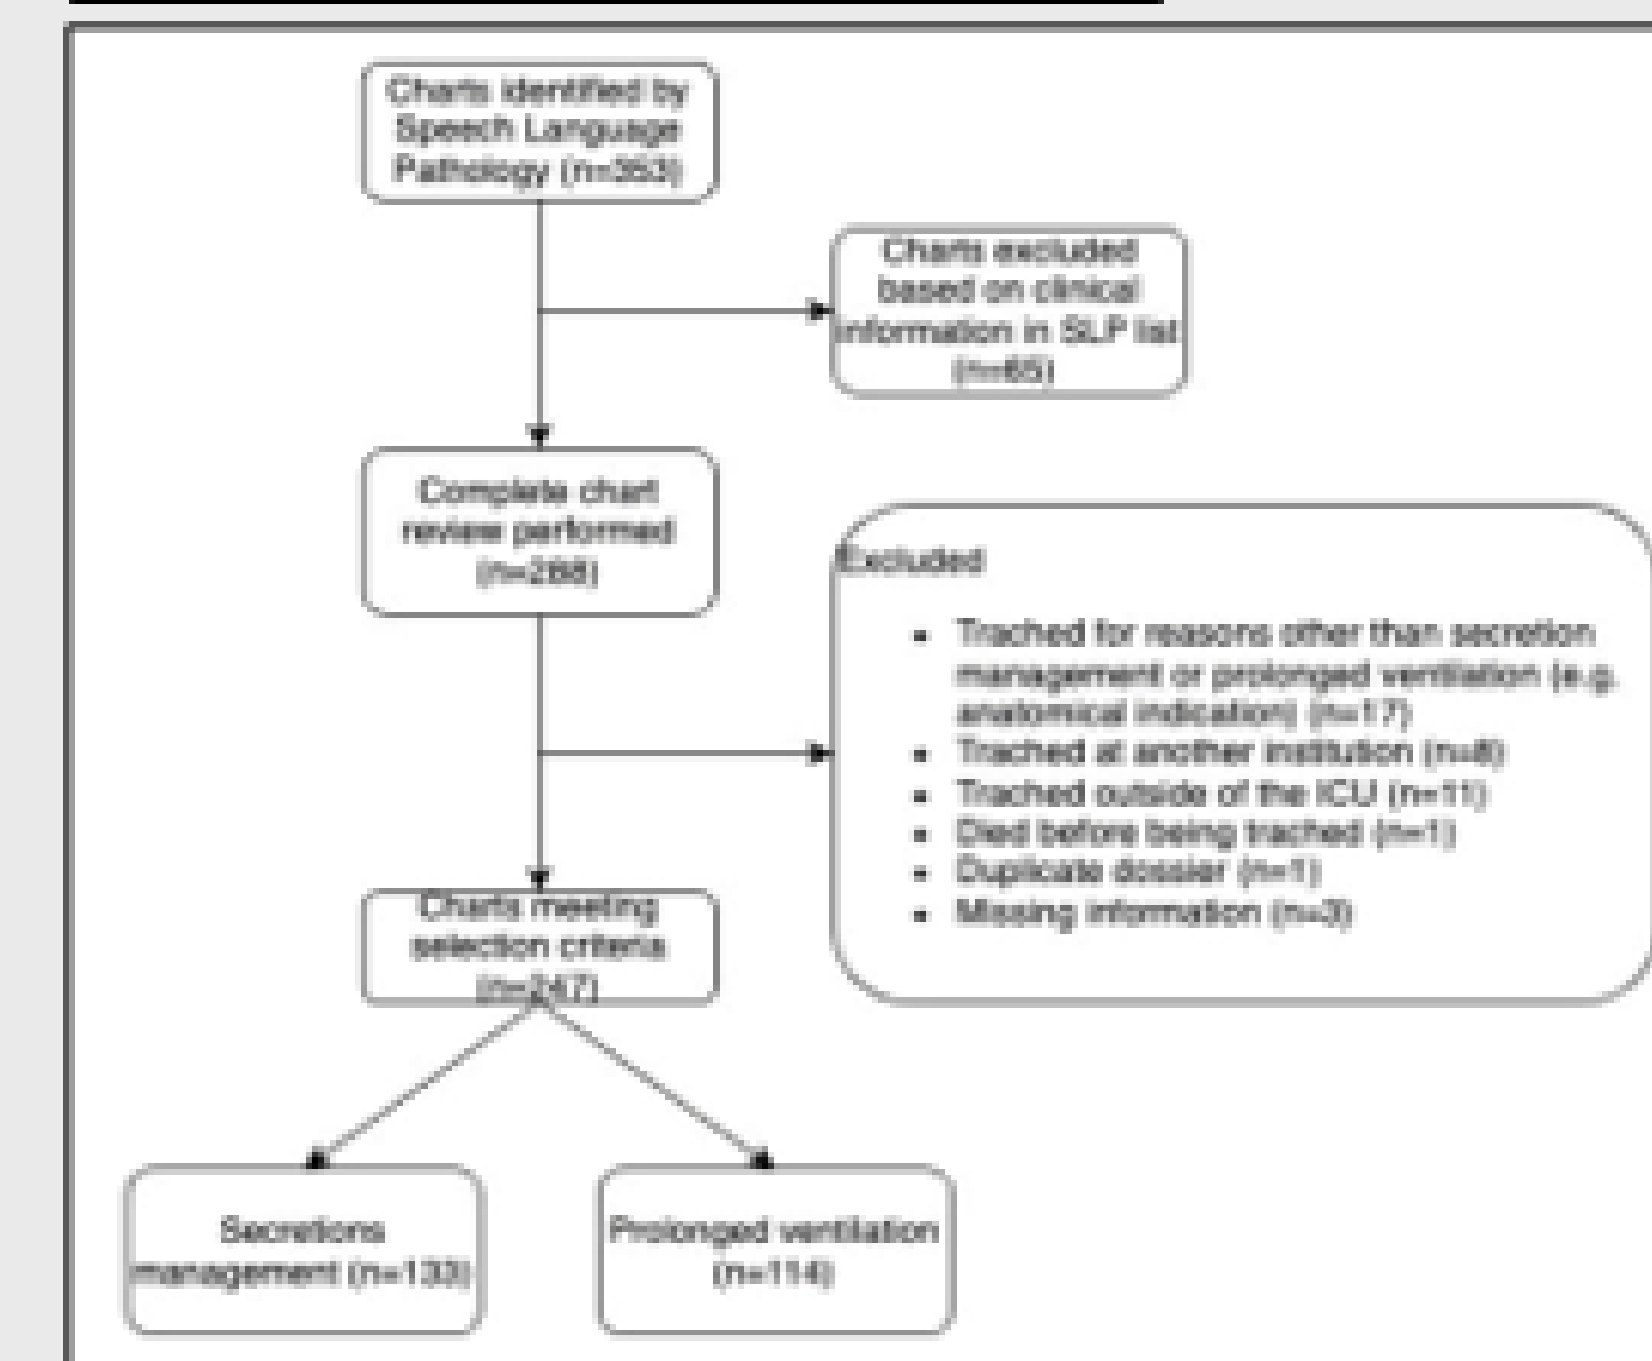 Charts identified by
Speech Language
Pathology (n=353)
Charts excluded
based on clinical
information in SLP list
(n=65)
Complete chart
review performed
(n=288)
Excluded
• Trached for reasons other than secretion
management or prolonged ventilation (e.g.
anatomical indication) (n=17)
• Trached at another institution (n=8)
• Trached outside of the ICU (n=11)
• Died before being trached (n=1)
• Duplicate dossier (n=1)
• Missing information (n=3)
Charts meeting
selection criteria
(n=247)
Secretions
management (n=133)
Prolonged ventilation
(n=114)